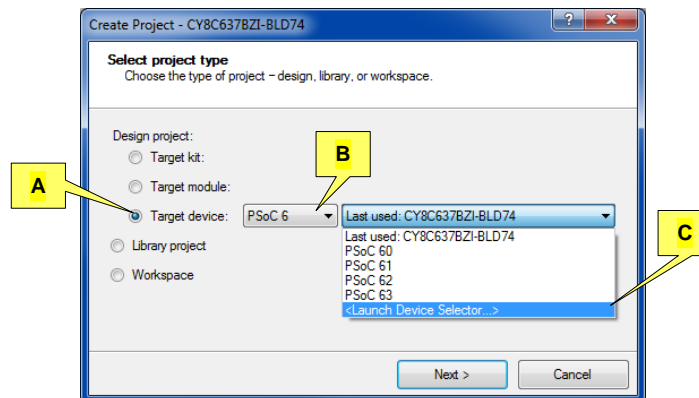 Create Project - CY8C637BZI-BLD74
Select project type
Choose the type of project – design, library, or workspace.
Design project:
Target kit:
B
Target module:
A
Target device: PSoC 6 Last used: CY8C637BZI-BLD74
Last used: CY8C637BZI-BLD74
C
Library project
PSoC 60
PSoC 61
Workspace
PSoC 62
PSoC 63
<Launch Device Selector...>
Next > Cancel